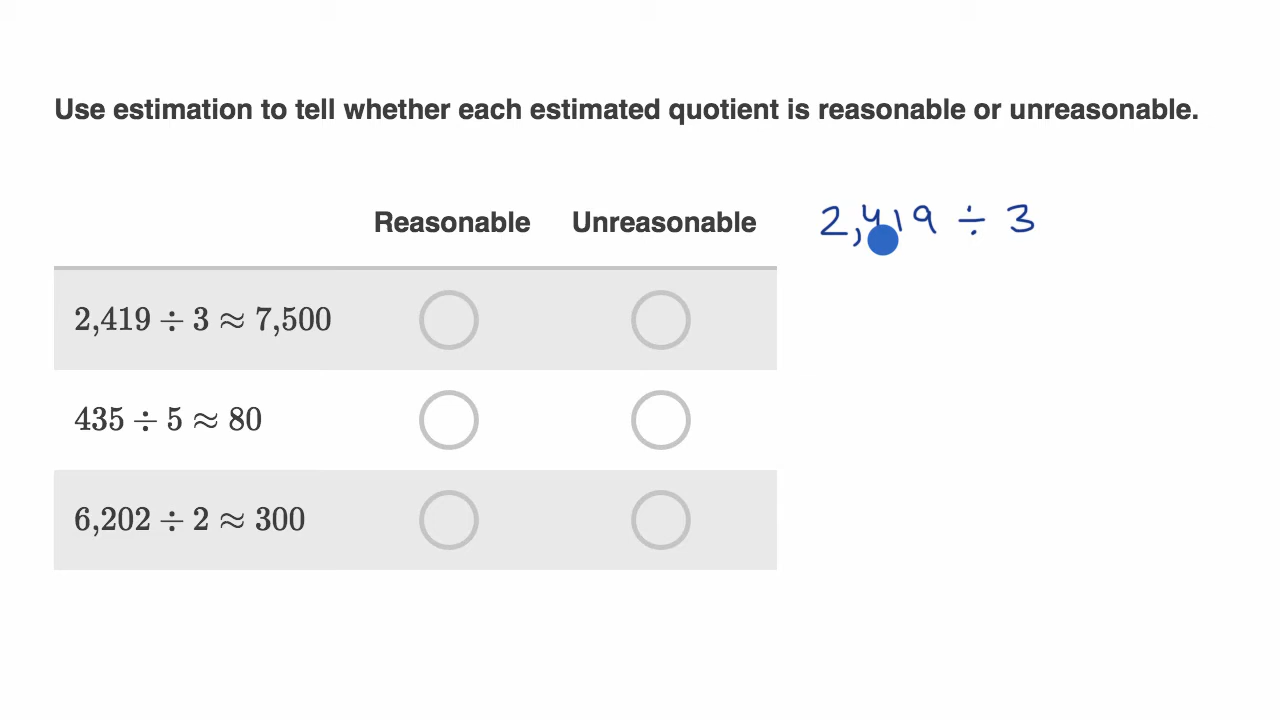 Use estimation to tell whether each estimated quotient is reasonable or unreasonable.
Reasonable Unreasonable
2,419 ÷ 3
2,419 ÷ 3 ≈ 7,500
435 ÷ 5 ≈ 80
6,202 ÷ 2 ≈ 300